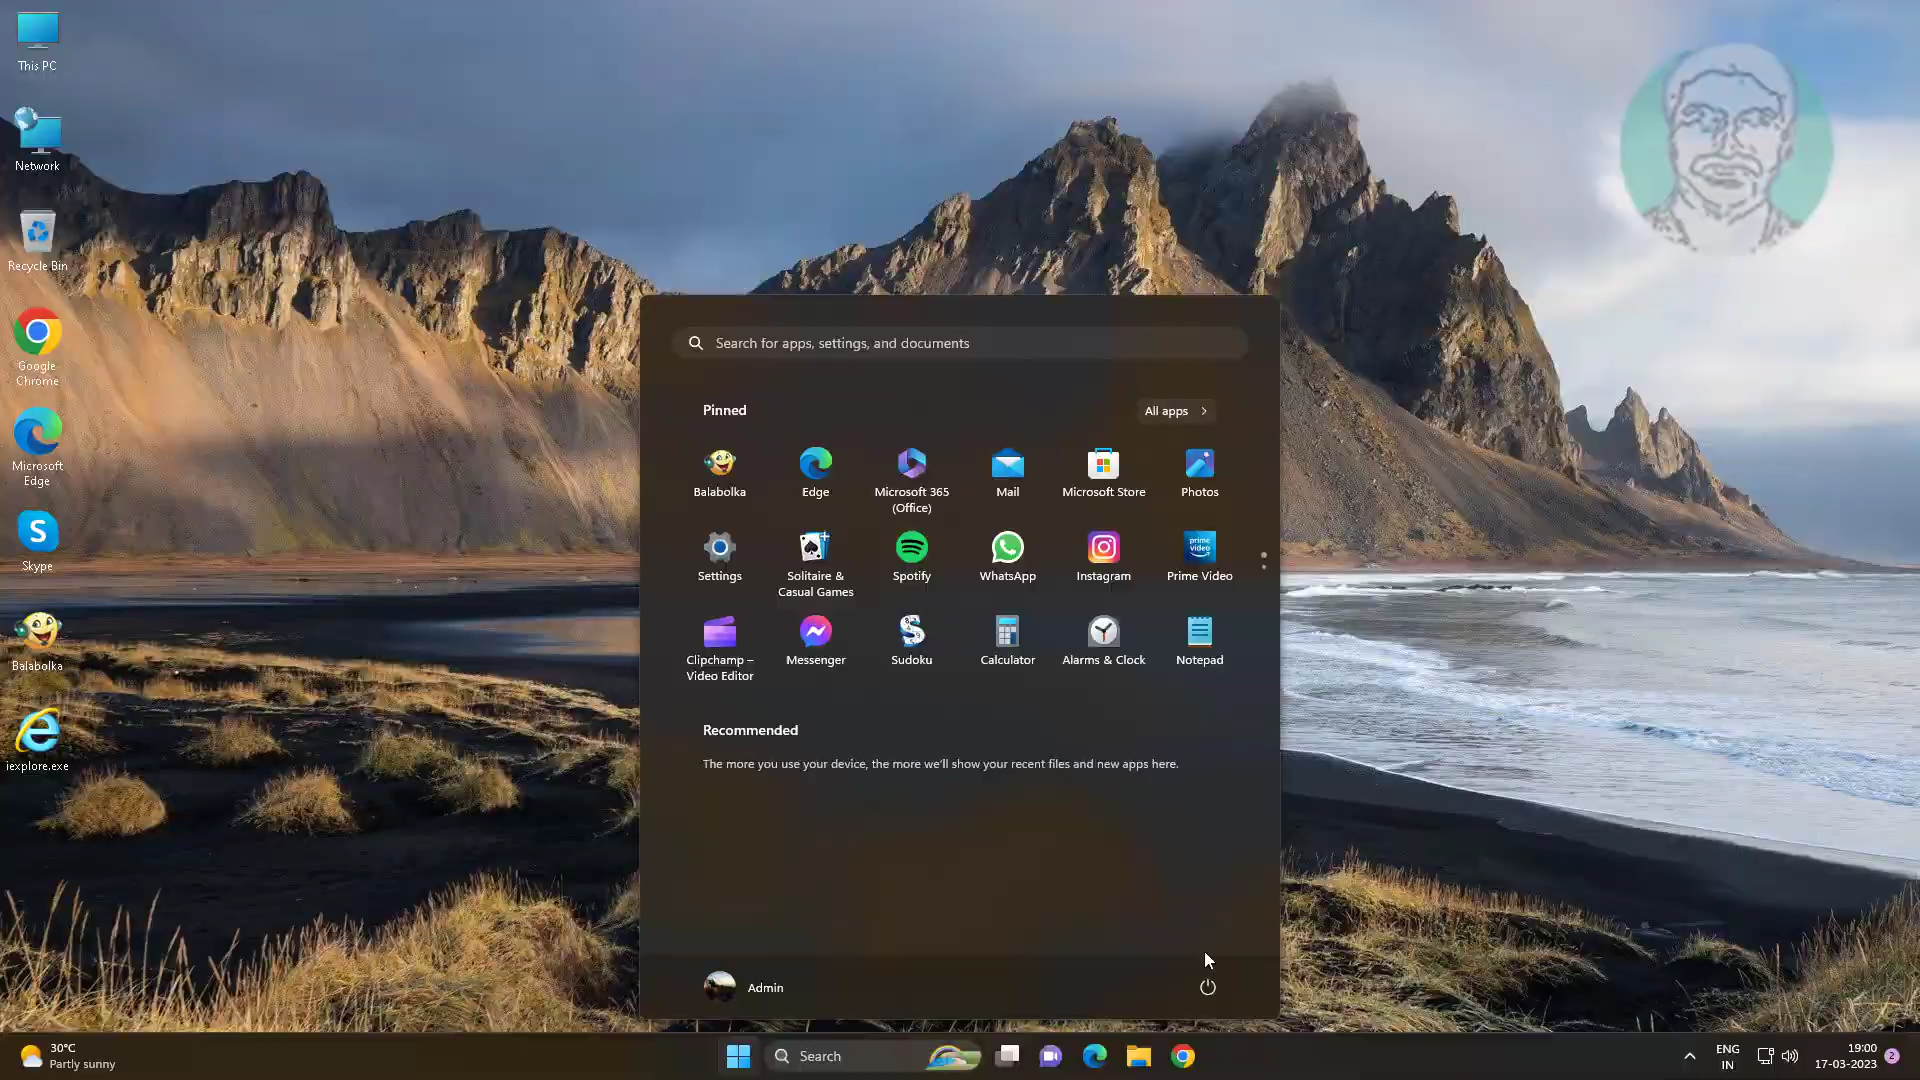 This PC
Network
Recycle Bin
Google
Chrome
Microsoft
Edge
S
Skype
Balabolka
iexplore.exe
Search for apps, settings, and documents
Pinned
All apps
Balabolka
Edge
Microsoft 365
(Office)
Mail
Microsoft Store
Photos
Settings
Solitaire &
Casual Games
Spotify
WhatsApp
Instagram
prime
video
Prime Video
Clipchamp –
Video Editor
Messenger
Sudoku
Calculator
Alarms & Clock
Notepad
Recommended
The more you use your device, the more we'll show your recent files and new apps here.
Admin
30°C
Partly sunny
Search
ENG
IN
19:00
17-03-2023
2